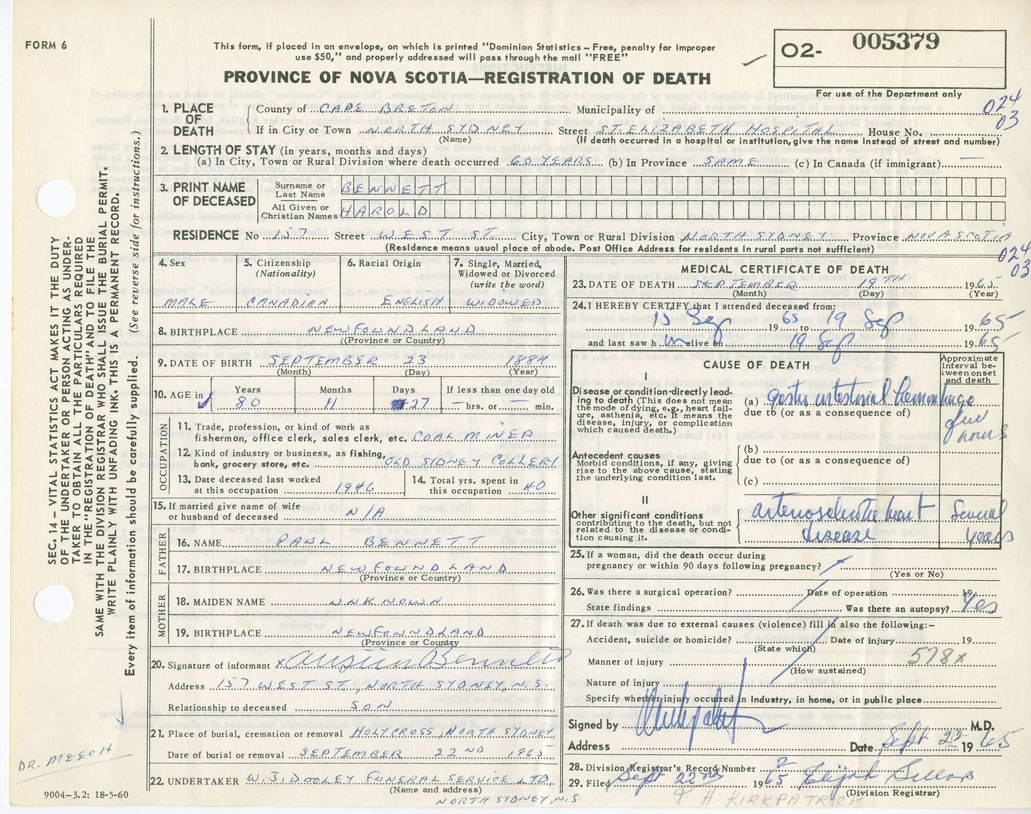 FORM 6
This form, if placed in an envelope, on which is printed "Dominion Statistics – Free, penalty for improper
use $50," and properly addressed will pass through the mail "FREE"
PROVINCE OF NOVA SCOTIA—REGISTRATION OF DEATH
O2- 005379
For use of the Department only
024
03
1. PLACE OF DEATH
County of CAPE BRETON Municipality of
If in City or Town NORTH SYDNEY Street ST. ELIZABETH HOSPITAL House No.
(Name) (If death occurred in a hospital or institution, give the name instead of street and number)
2. LENGTH OF STAY (in years, months and days)
(a) In City, Town or Rural Division where death occurred 60 YEARS (b) In Province SAME (c) In Canada (if immigrant) —
3. PRINT NAME OF DECEASED
Surname or Last Name BENNETT
All Given or Christian Names HAROLD
RESIDENCE No 157 Street WEST ST. City, Town or Rural Division NORTH SYDNEY Province NOVA SCOTIA
(Residence means usual place of abode. Post Office Address for residents in rural parts not sufficient)
024
03
4. Sex MALE
5. Citizenship (Nationality) CANADIAN
6. Racial Origin ENGLISH
7. Single, Married, Widowed or Divorced (write the word) WIDOWED
8. BIRTHPLACE NEWFOUNDLAND
(Province or Country)
9. DATE OF BIRTH SEPTEMBER 23 1884
(Month) (Day) (Year)
10. AGE in Years 80 Months 11 Days 27 If less than one day old — hrs. or — min.
OCCUPATION
11. Trade, profession, or kind of work as
fisherman, office clerk, sales clerk, etc. COAL MINER
12. Kind of industry or business, as fishing,
bank, grocery store, etc. OLD SYDNEY COLLERI
13. Date deceased last worked
at this occupation 1946
14. Total yrs. spent in
this occupation 40
15. If married give name of wife
or husband of deceased N/A
FATHER
16. NAME PAUL BENNETT
17. BIRTHPLACE NEWFOUNDLAND
(Province or Country)
MOTHER
18. MAIDEN NAME UNKNOWN
19. BIRTHPLACE NEWFOUNDLAND
(Province or Country)
20. Signature of informant x Austin Bennett
Address 157 WEST ST., NORTH SYDNEY, N.S.
Relationship to deceased SON
21. Place of burial, cremation or removal HOLY CROSS, NORTH SYDNEY
Date of burial or removal SEPTEMBER 22ND 1965
22. UNDERTAKER W. J. DOOLEY FUNERAL SERVICE LTD.
(Name and address)
NORTH SYDNEY, N.S.
MEDICAL CERTIFICATE OF DEATH
23. DATE OF DEATH SEPTEMBER 19TH 1965
(Month) (Day) (Year)
24. I HEREBY CERTIFY that I attended deceased from:
15 Sep 1965 to 19 Sep 1965
and last saw him alive on 19 Sep 1965
CAUSE OF DEATH
Approximate interval between onset and death
I
Disease or condition directly leading to death (This does not mean
the mode of dying, e.g., heart failure, asthenia, etc. It means the
disease, injury, or complication
which caused death.)
(a) gastro intestinal hemorrhage few hours
due to (or as a consequence of)
Antecedent causes
Morbid conditions, if any, giving
rise to the above cause, stating
the underlying condition last.
(b)
due to (or as a consequence of)
(c)
II
Other significant conditions
contributing to the death, but not
related to the disease or condition causing it.
arteriosclerotic heart disease Several years
25. If a woman, did the death occur during
pregnancy or within 90 days following pregnancy?
(Yes or No)
26. Was there a surgical operation? Date of operation 19
State findings Was there an autopsy? Yes
27. If death was due to external causes (violence) fill in also the following:–
Accident, suicide or homicide? Date of injury 19
(State which)
578x
Manner of injury
(How sustained)
Nature of injury
Specify whether injury occurred in industry, in home, or in public place
Signed by M.D.
Address Date Sept 22 1965
28. Division Registrar's Record Number
29. Filed Sept 22nd 1965
(Division Registrar)
H KIRKPATRICK
SEC. 14 – VITAL STATISTICS ACT MAKES IT THE DUTY
OF THE UNDERTAKER OR PERSON ACTING AS UNDERTAKER TO OBTAIN ALL THE PARTICULARS REQUIRED
IN THE "REGISTRATION OF DEATH" AND TO FILE THE
SAME WITH THE DIVISION REGISTRAR WHO SHALL ISSUE THE BURIAL PERMIT.
WRITE PLAINLY WITH UNFADING INK. THIS IS A PERMANENT RECORD.
Every item of information should be carefully supplied. (See reverse side for instructions.)
DR. MEECH
9004–3.2: 18-5-60